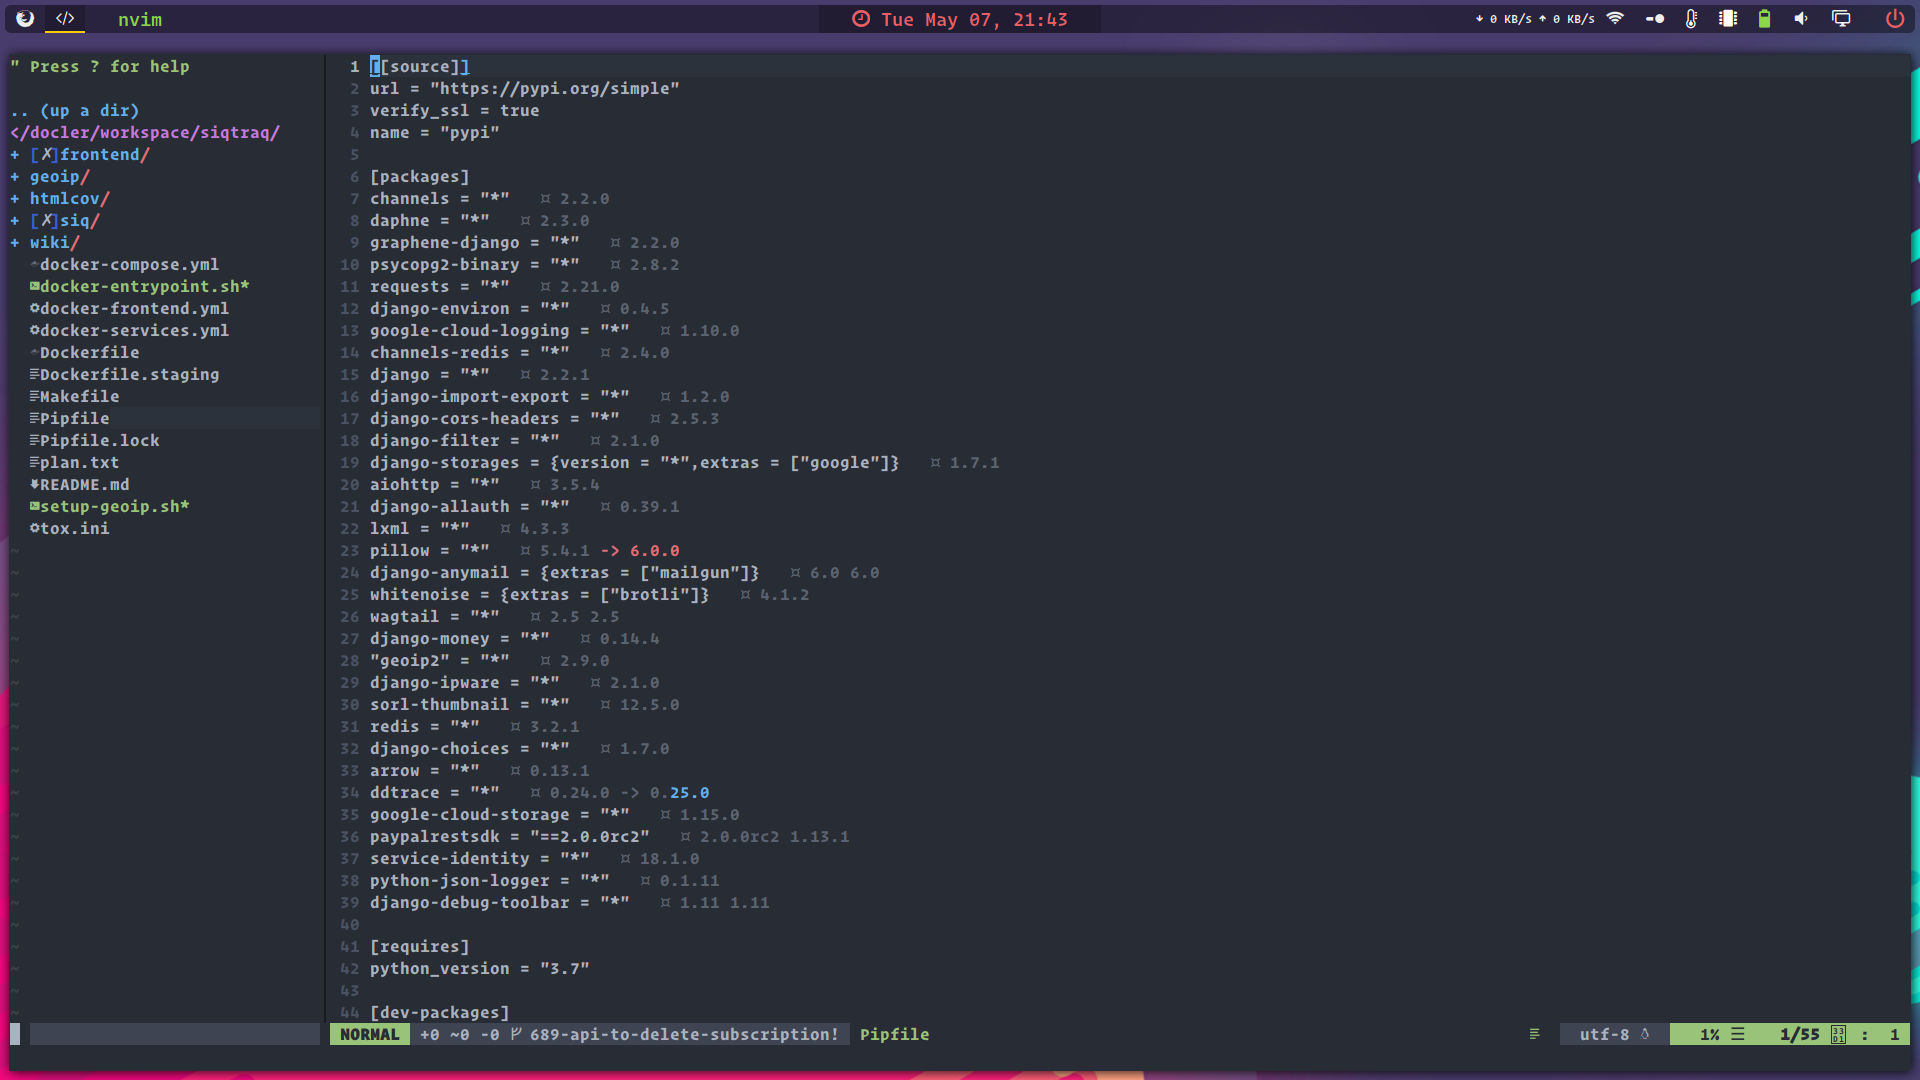 </> nvim
Tue May 07, 21:43
0 KB/s 0 KB/s
" Press ? for help
.. (up a dir)
</docler/workspace/siqtraq/
+ [✗]frontend/
+ geoip/
+ htmlcov/
+ [✗]siq/
+ wiki/
docker-compose.yml
docker-entrypoint.sh*
docker-frontend.yml
docker-services.yml
Dockerfile
Dockerfile.staging
Makefile
Pipfile
Pipfile.lock
plan.txt
README.md
setup-geoip.sh*
tox.ini
1 [[source]]
2 url = "https://pypi.org/simple"
3 verify_ssl = true
4 name = "pypi"
5
6 [packages]
7 channels = "*" ¤ 2.2.0
8 daphne = "*" ¤ 2.3.0
9 graphene-django = "*" ¤ 2.2.0
10 psycopg2-binary = "*" ¤ 2.8.2
11 requests = "*" ¤ 2.21.0
12 django-environ = "*" ¤ 0.4.5
13 google-cloud-logging = "*" ¤ 1.10.0
14 channels-redis = "*" ¤ 2.4.0
15 django = "*" ¤ 2.2.1
16 django-import-export = "*" ¤ 1.2.0
17 django-cors-headers = "*" ¤ 2.5.3
18 django-filter = "*" ¤ 2.1.0
19 django-storages = {version = "*",extras = ["google"]} ¤ 1.7.1
20 aiohttp = "*" ¤ 3.5.4
21 django-allauth = "*" ¤ 0.39.1
22 lxml = "*" ¤ 4.3.3
23 pillow = "*" ¤ 5.4.1 -> 6.0.0
24 django-anymail = {extras = ["mailgun"]} ¤ 6.0 6.0
25 whitenoise = {extras = ["brotli"]} ¤ 4.1.2
26 wagtail = "*" ¤ 2.5 2.5
27 django-money = "*" ¤ 0.14.4
28 "geoip2" = "*" ¤ 2.9.0
29 django-ipware = "*" ¤ 2.1.0
30 sorl-thumbnail = "*" ¤ 12.5.0
31 redis = "*" ¤ 3.2.1
32 django-choices = "*" ¤ 1.7.0
33 arrow = "*" ¤ 0.13.1
34 ddtrace = "*" ¤ 0.24.0 -> 0.25.0
35 google-cloud-storage = "*" ¤ 1.15.0
36 paypalrestsdk = "==2.0.0rc2" ¤ 2.0.0rc2 1.13.1
37 service-identity = "*" ¤ 18.1.0
38 python-json-logger = "*" ¤ 0.1.11
39 django-debug-toolbar = "*" ¤ 1.11 1.11
40
41 [requires]
42 python_version = "3.7"
43
44 [dev-packages]
NORMAL +0 ~0 -0 689-api-to-delete-subscription! Pipfile utf-8 1% ☰ 1/55 : 1